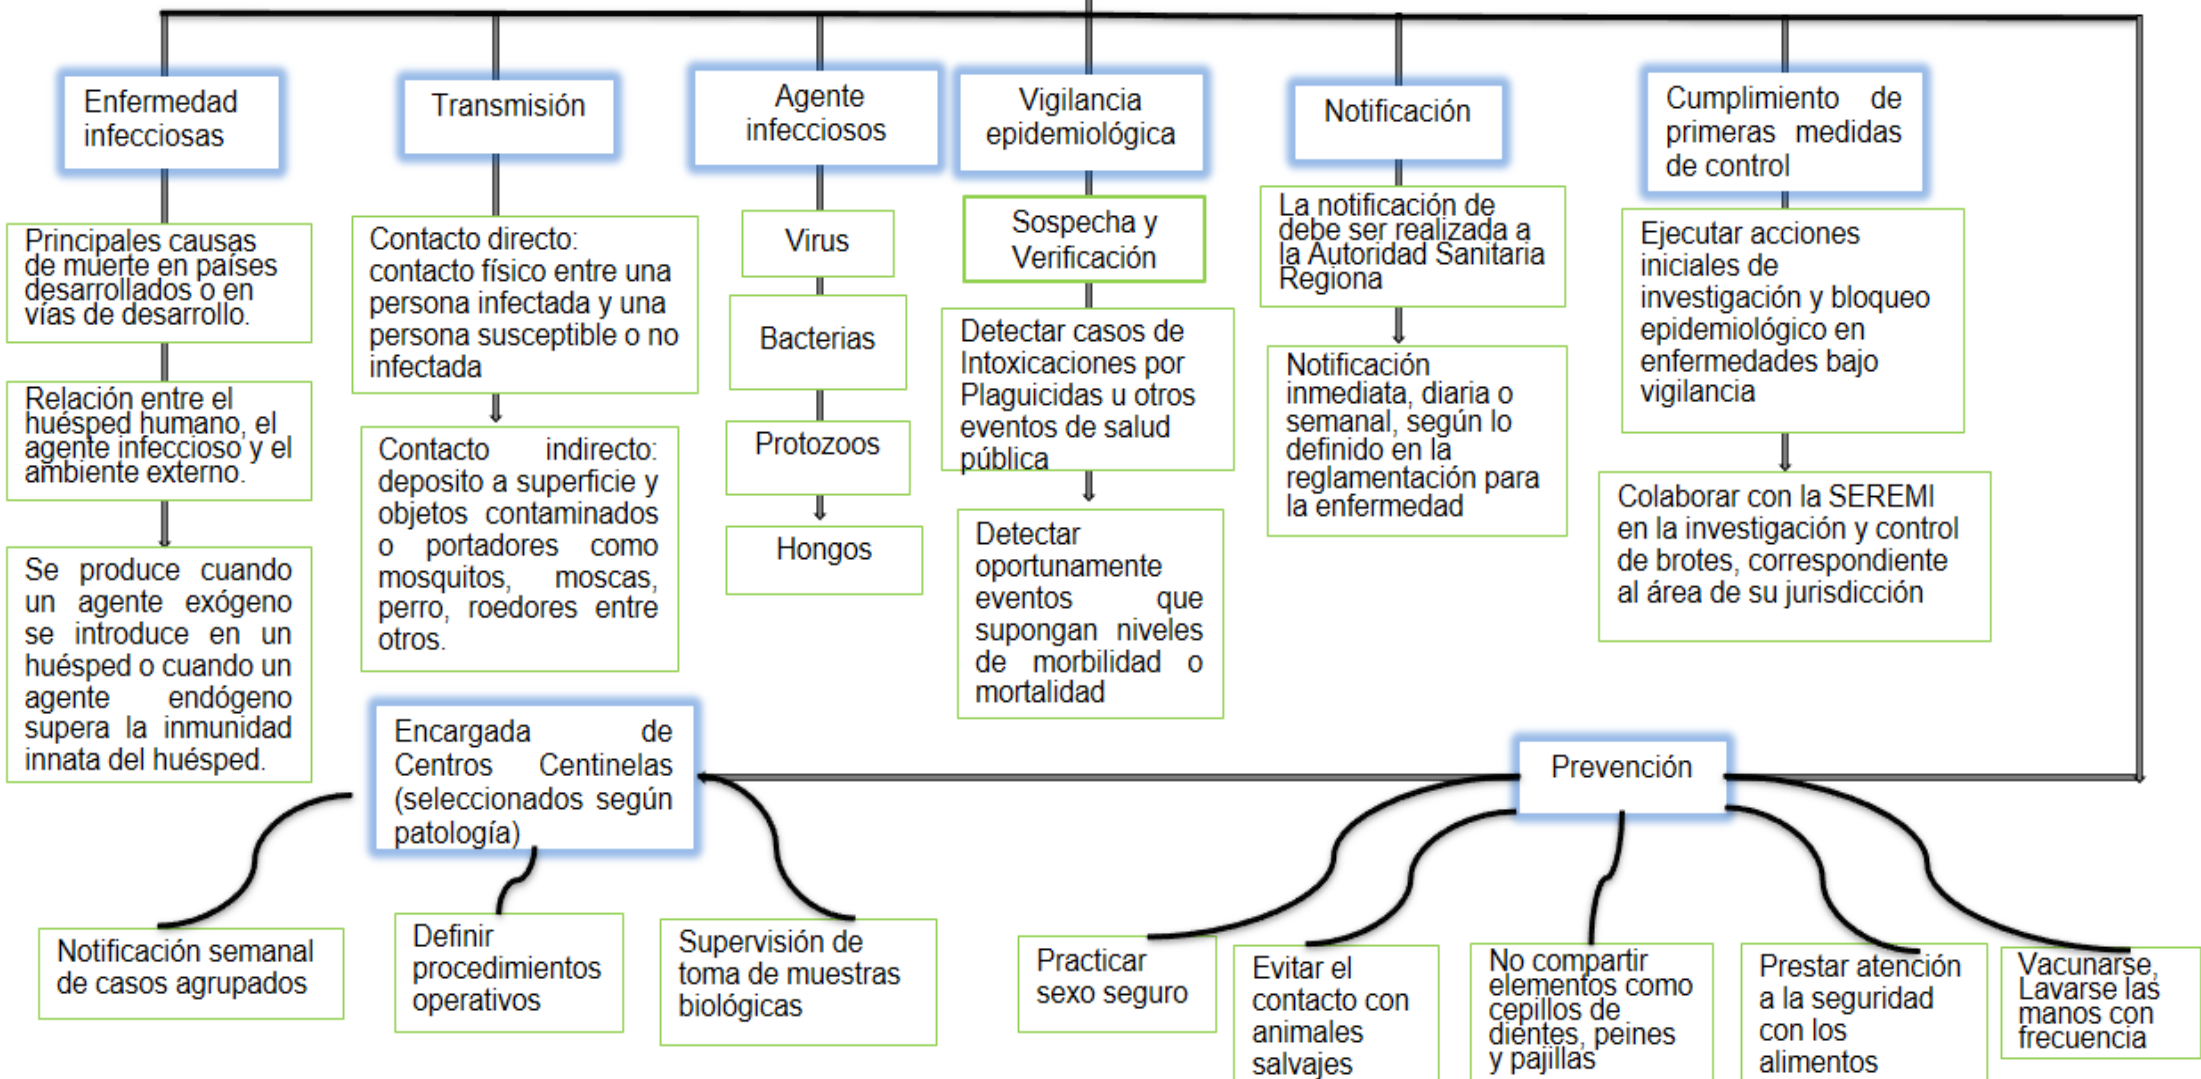 Enfermedad
infecciosas
Transmisión
Agente
infecciosos
Vigilancia
epidemiológica
Notificación
Cumplimiento de
primeras medidas
de control
Principales causas
de muerte en países
desarrollados o en
vías de desarrollo.
Relación entre el
huésped humano, el
agente infeccioso y el
ambiente externo.
Se produce cuando
un agente exógeno
se introduce en un
huésped o cuando un
agente endógeno
supera la inmunidad
innata del huésped.
Contacto directo:
contacto físico entre una
persona infectada y una
persona susceptible o no
infectada
Contacto indirecto:
deposito a superficie y
objetos contaminados
o portadores como
mosquitos, moscas,
perro, roedores entre
otros.
Virus
Bacterias
Protozoos
Hongos
Sospecha y
Verificación
Detectar casos de
Intoxicaciones por
Plaguicidas u otros
eventos de salud
pública
Detectar
oportunamente
eventos que
supongan niveles
de morbilidad o
mortalidad
La notificación de
debe ser realizada a
la Autoridad Sanitaria
Regiona
Notificación
inmediata, diaria o
semanal, según lo
definido en la
reglamentación para
la enfermedad
Ejecutar acciones
iniciales de
investigación y bloqueo
epidemiológico en
enfermedades bajo
vigilancia
Colaborar con la SEREMI
en la investigación y control
de brotes, correspondiente
al área de su jurisdicción
Encargada de
Centros Centinelas
(seleccionados según
patología)
Prevención
Notificación semanal
de casos agrupados
Definir
procedimientos
operativos
Supervisión de
toma de muestras
biológicas
Practicar
sexo seguro
Evitar el
contacto con
animales
salvajes
No compartir
elementos como
cepillos de
dientes, peines
y pajillas
Prestar atención
a la seguridad
con los
alimentos
Vacunarse,
Lavarse las
manos con
frecuencia